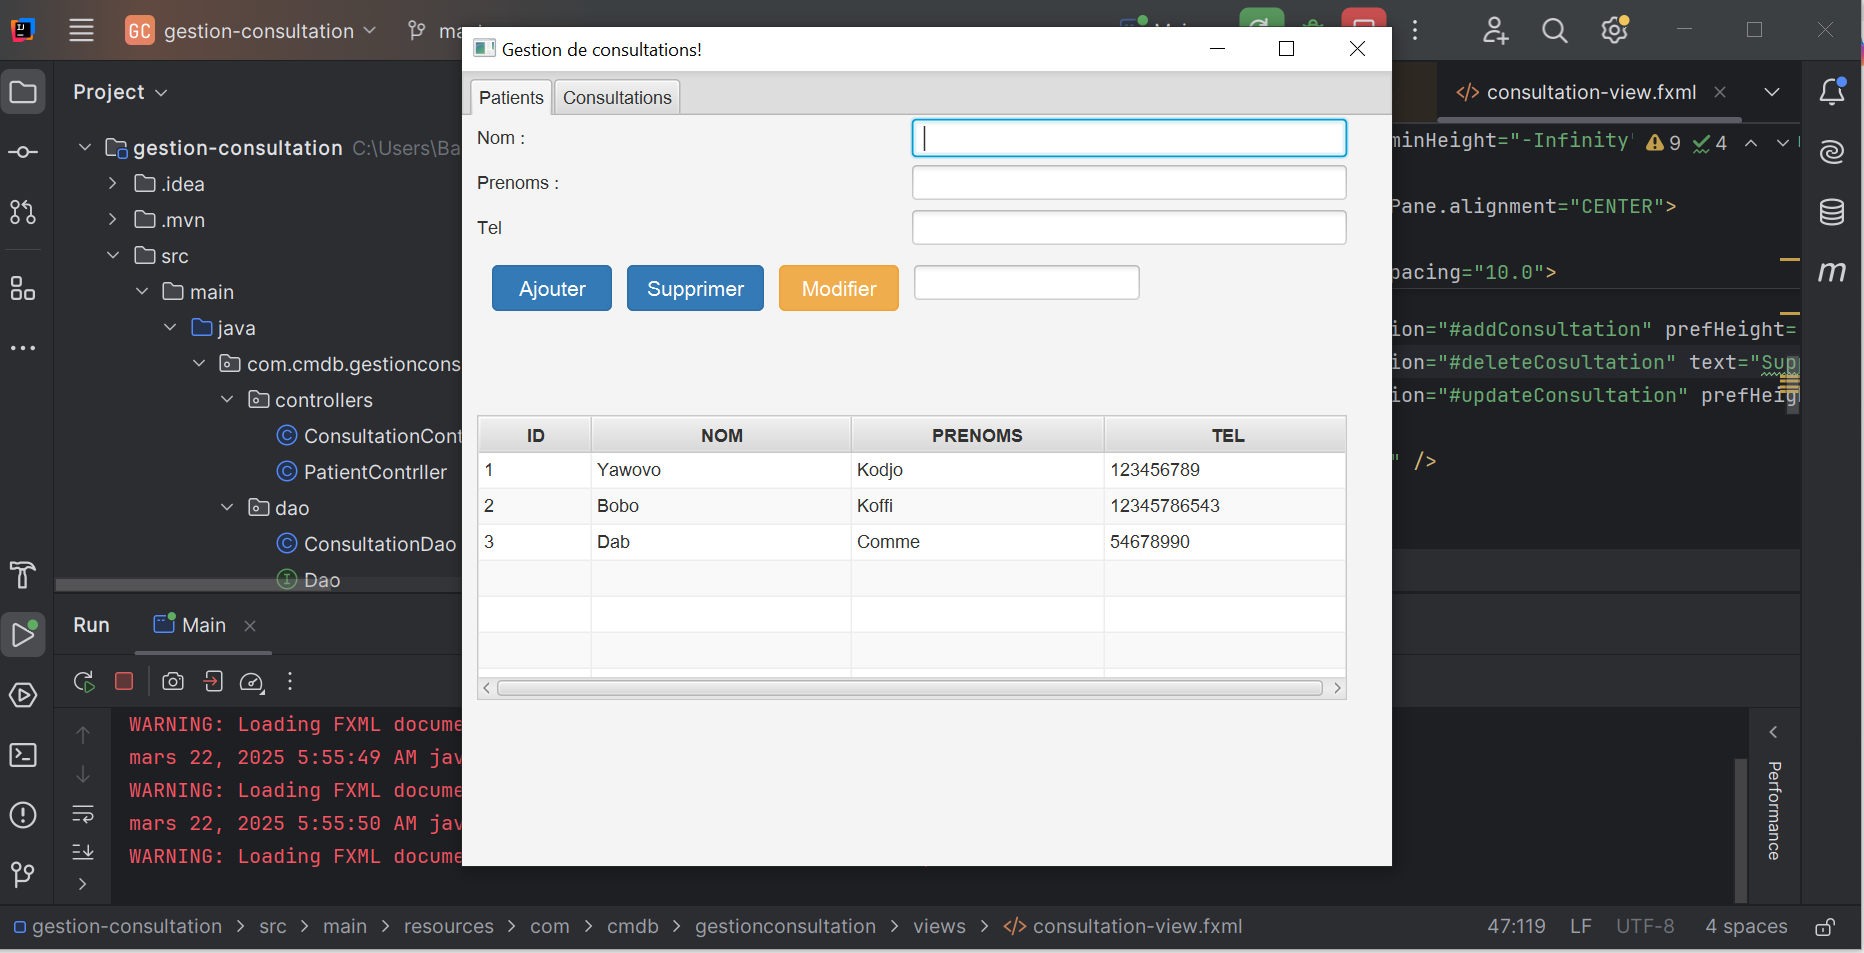 GC gestion-consultation
Gestion de consultations!
Project
consultation-view.fxml
Patients
Consultations
gestion-consultation C:\Users\Ba
Nom :
minHeight="-Infinity" 9 4
.idea
Prenoms :
.mvn
Pane.alignment="CENTER">
src
Tel
main
Ajouter
Supprimer
Modifier
pacing="10.0">
java
ion="#addConsultation" prefHeight=
com.cmdb.gestioncons
ion="#deleteCosultation" text="Sup
controllers
ion="#updateConsultation" prefHeig
ConsultationCont
ID NOM PRENOMS TEL
" />
PatientContrller
1 Yawovo Kodjo 123456789
dao
2 Bobo Koffi 12345786543
ConsultationDao
3 Dab Comme 54678990
Dao
Run
Main
WARNING: Loading FXML docume
mars 22, 2025 5:55:49 AM jav
WARNING: Loading FXML docume
mars 22, 2025 5:55:50 AM jav
WARNING: Loading FXML docume
Performance
gestion-consultation > src > main > resources > com > cmdb > gestionconsultation > views > consultation-view.fxml
47:119 LF UTF-8 4 spaces